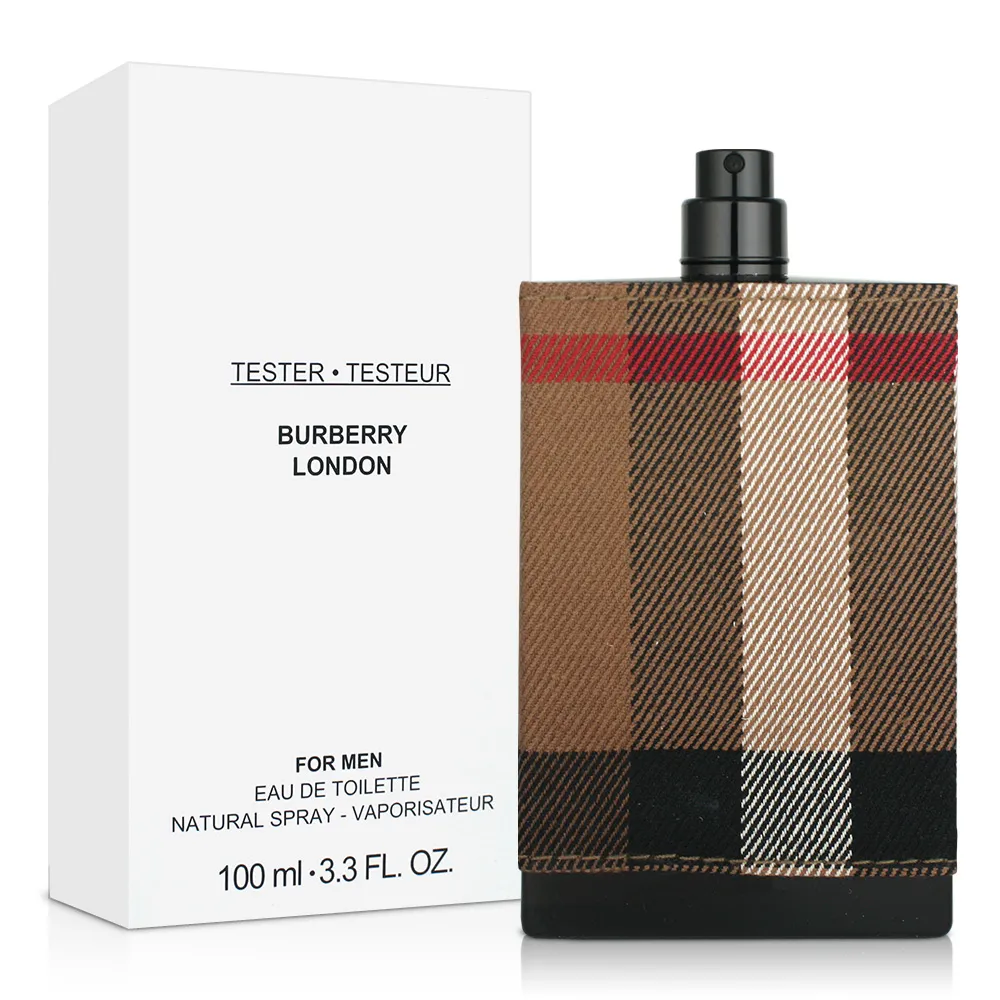 TESTER • TESTEUR
BURBERRY
LONDON
FOR MEN
EAU DE TOILETTE
NATURAL SPRAY - VAPORISATEUR
100 ml • 3.3 FL. OZ.